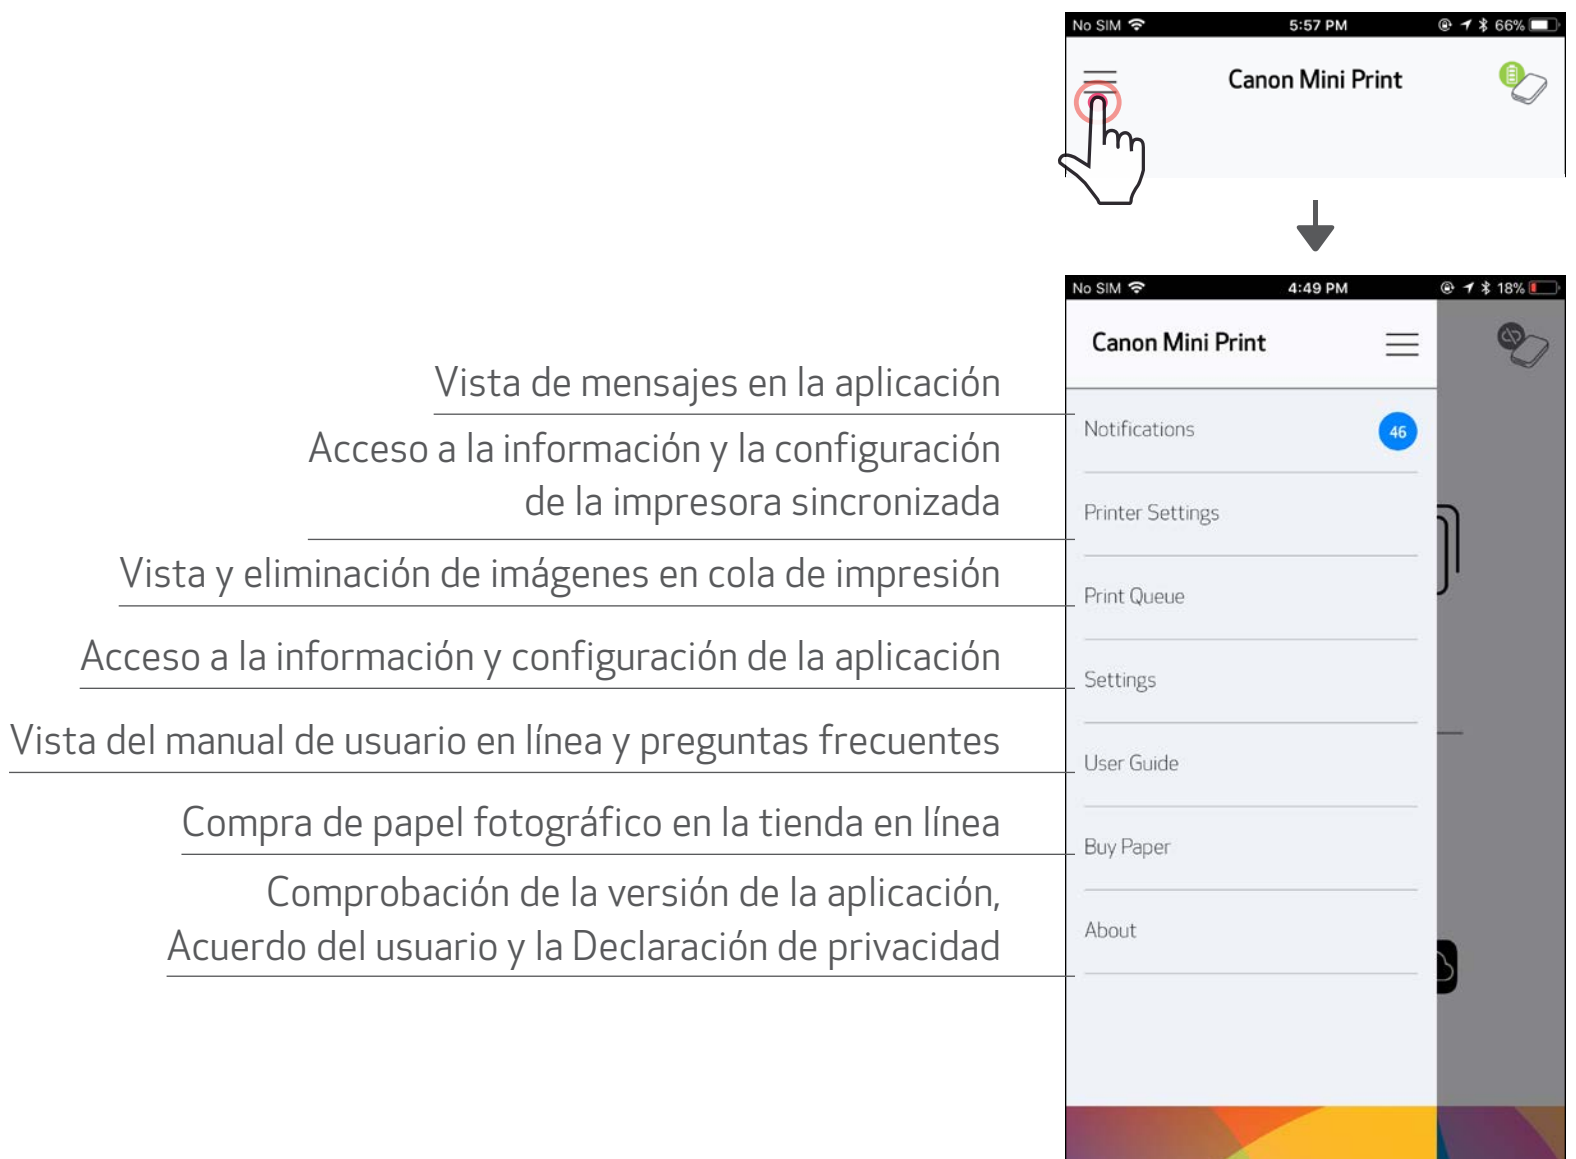 No SIM 5:57 PM 66%
Canon Mini Print
No SIM 4:49 PM 18%
Canon Mini Print
Vista de mensajes en la aplicación
Notifications 46
Acceso a la información y la configuración
de la impresora sincronizada
Printer Settings
Vista y eliminación de imágenes en cola de impresión
Print Queue
Acceso a la información y configuración de la aplicación
Settings
Vista del manual de usuario en línea y preguntas frecuentes
User Guide
Compra de papel fotográfico en la tienda en línea
Buy Paper
Comprobación de la versión de la aplicación,
Acuerdo del usuario y la Declaración de privacidad
About